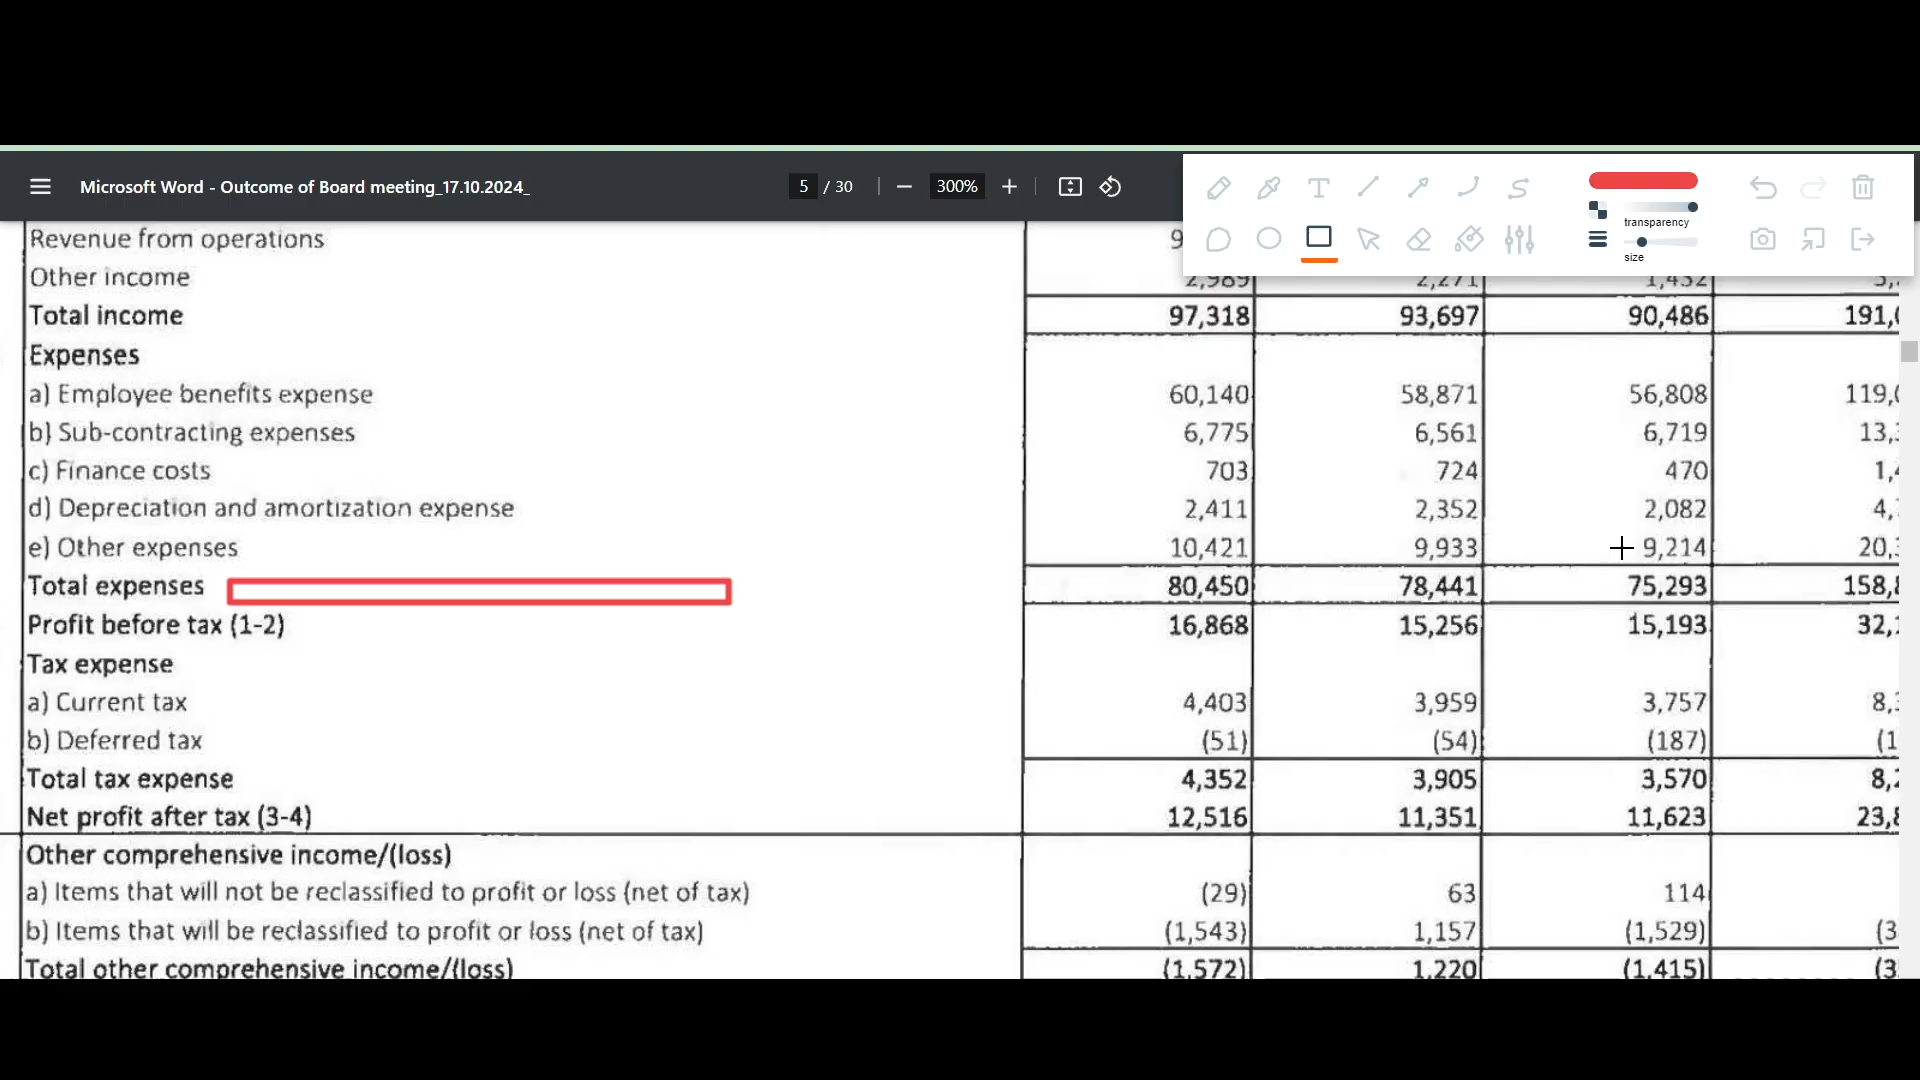 Microsoft Word - Outcome of Board meeting_17.10.2024_ 5 / 30 300%
transparency
size
Revenue from operations
Other income 2,989 2,271 1,432
Total income 97,318 93,697 90,486
Expenses
a) Employee benefits expense 60,140 58,871 56,808
b) Sub-contracting expenses 6,775 6,561 6,719
c) Finance costs 703 724 470
d) Depreciation and amortization expense 2,411 2,352 2,082
e) Other expenses 10,421 9,933 9,214
Total expenses 80,450 78,441 75,293
Profit before tax (1-2) 16,868 15,256 15,193
Tax expense
a) Current tax 4,403 3,959 3,757
b) Deferred tax (51) (54) (187)
Total tax expense 4,352 3,905 3,570
Net profit after tax (3-4) 12,516 11,351 11,623
Other comprehensive income/(loss)
a) Items that will not be reclassified to profit or loss (net of tax) (29) 63 114
b) Items that will be reclassified to profit or loss (net of tax) (1,543) 1,157 (1,529)
Total other comprehensive income/(loss) (1,572) 1,220 (1,415)